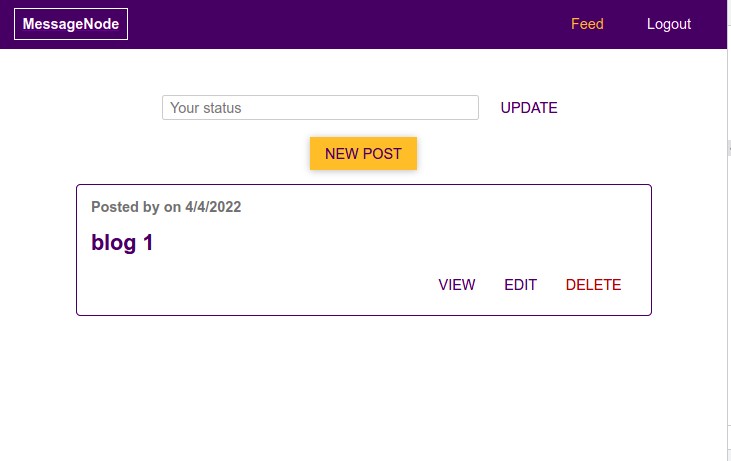 MessageNode Feed Logout
Your status UPDATE
NEW POST
Posted by on 4/4/2022
blog 1
VIEW EDIT DELETE